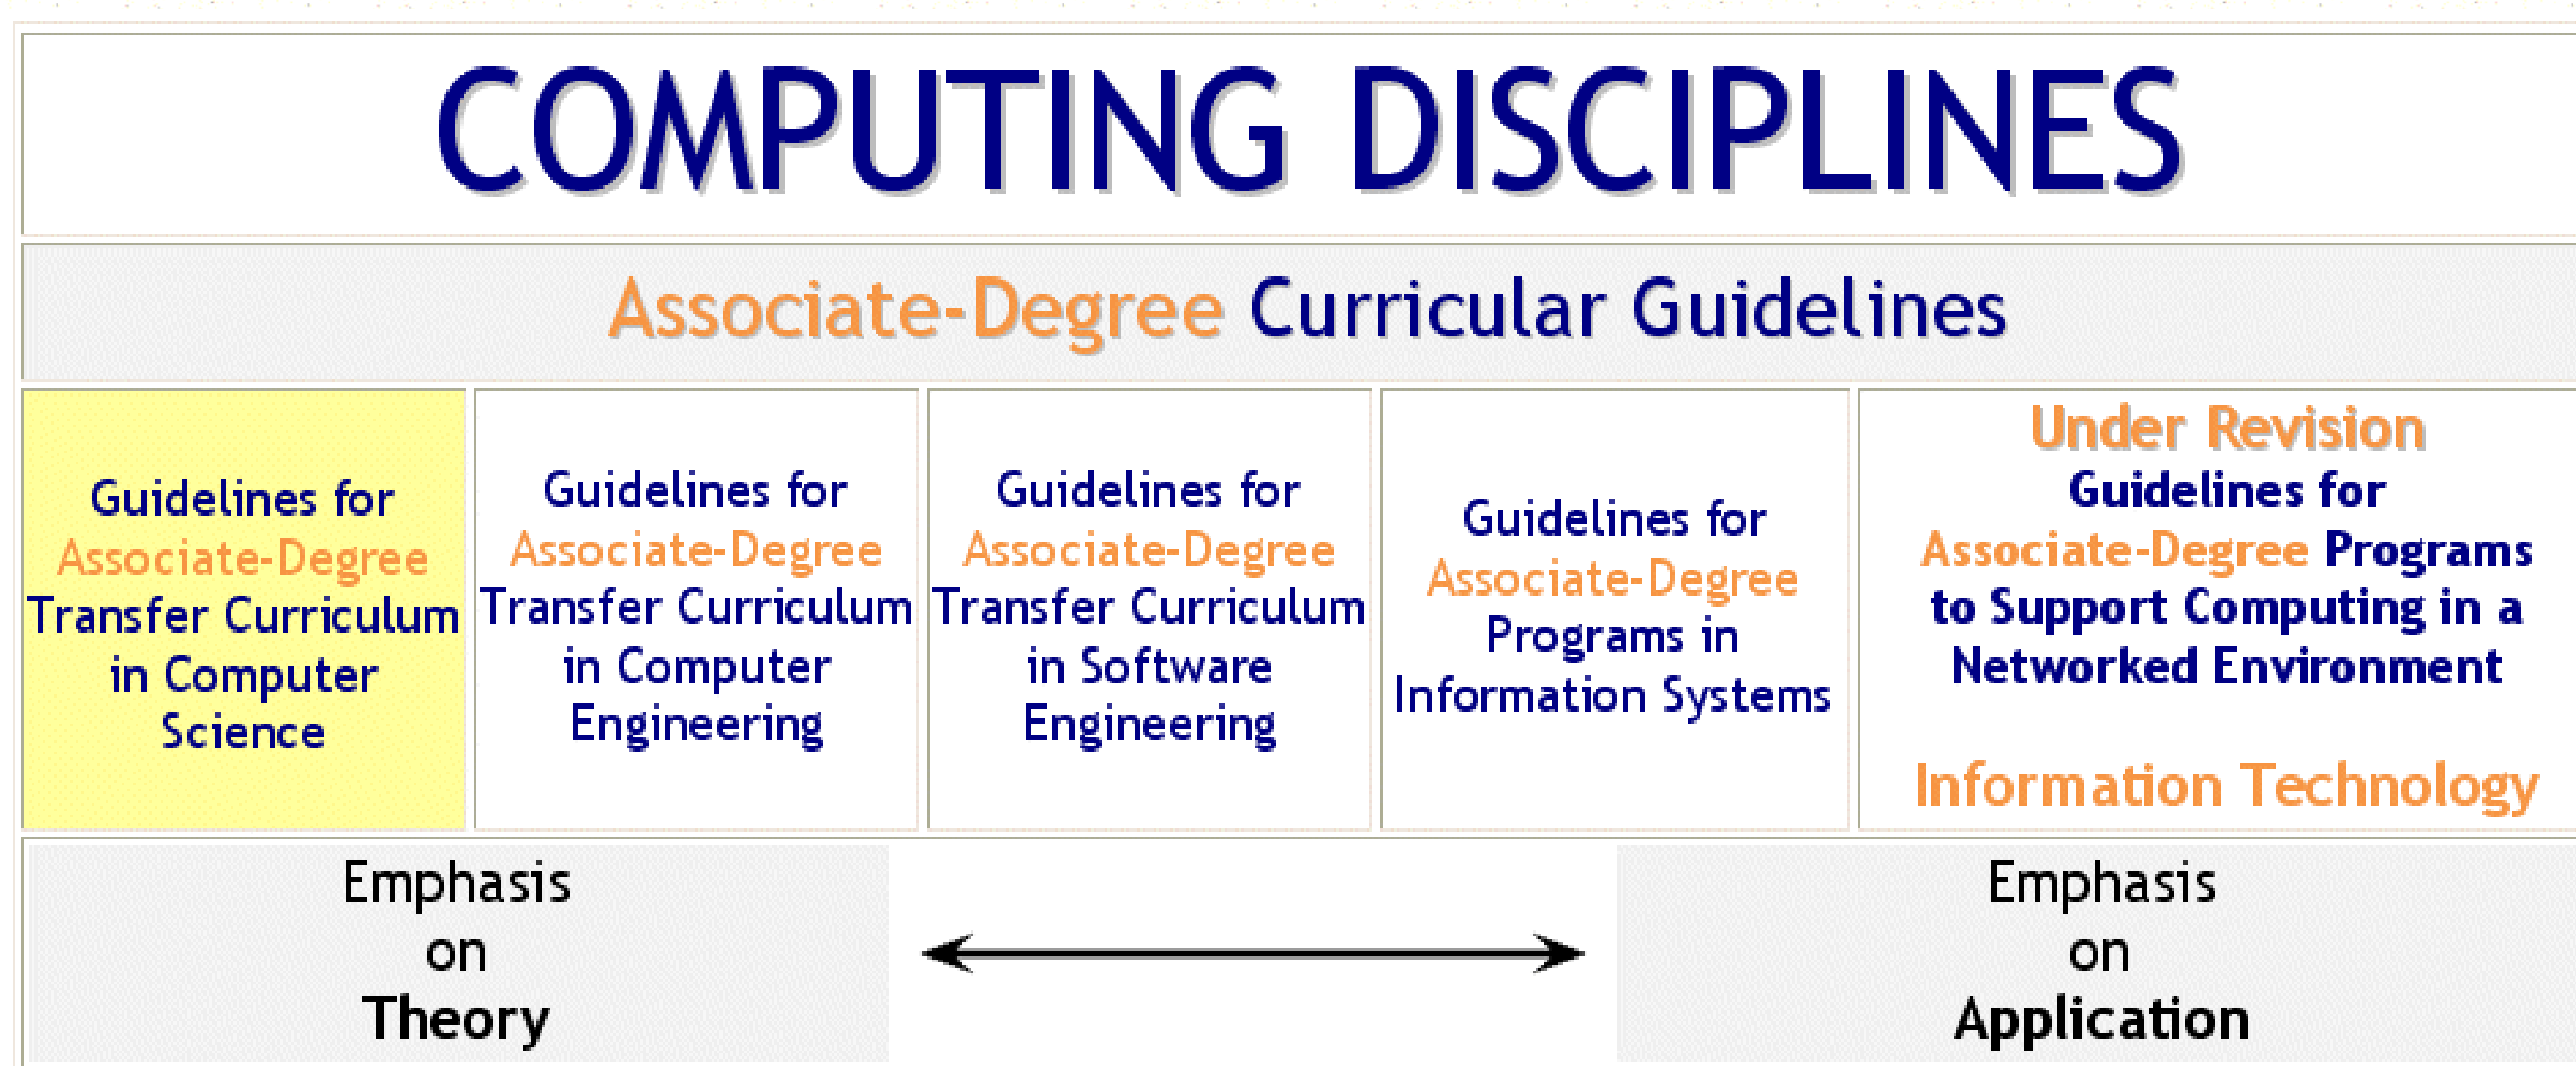 COMPUTING DISCIPLINES
Associate-Degree Curricular Guidelines
Guidelines for
Associate-Degree
Transfer Curriculum
in Computer
Science
Guidelines for
Associate-Degree
Transfer Curriculum
in Computer
Engineering
Guidelines for
Associate-Degree
Transfer Curriculum
in Software
Engineering
Guidelines for
Associate-Degree
Programs in
Information Systems
Under Revision
Guidelines for
Associate-Degree Programs
to Support Computing in a
Networked Environment
Information Technology
Emphasis
on
Theory
Emphasis
on
Application